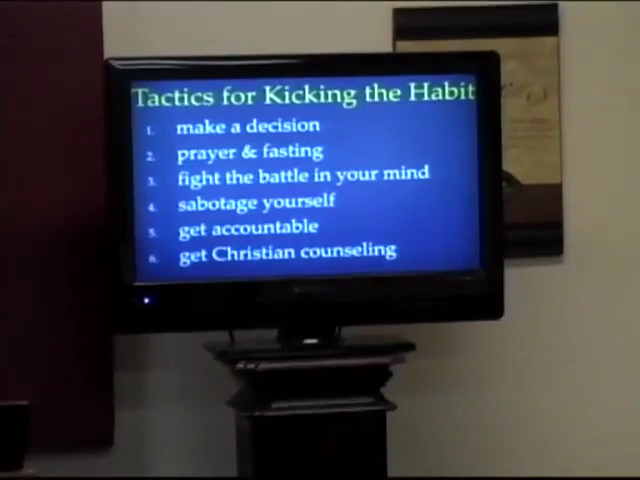 Tactics for Kicking the Habit
1. make a decision
2. prayer & fasting
3. fight the battle in your mind
4. sabotage yourself
5. get accountable
6. get Christian counseling